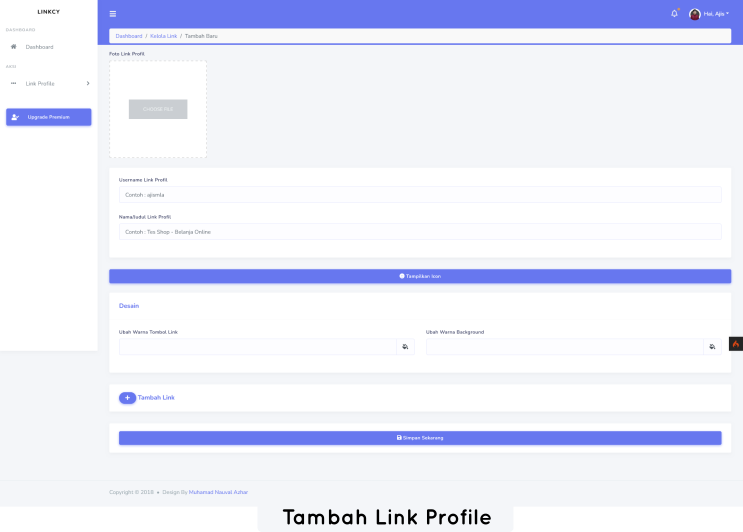 LINKCY
Hai, Ajis
DASHBOARD
Dashboard
Dashboard / Kelola Link / Tambah Baru
Foto Link Profil
ABIS
Link Profile
CHOOSE FILE
Upgrade Premium
Username Link Profil
Contoh : ajismta
Nama/Judul Link Profil
Contoh : Tes Shop - Belanja Online
Tampilkan Icon
Desain
Ubah Warna Tombol Link Ubah Warna Background
+ Tambah Link
Simpan Sekarang
Copyright © 2018 • Design By Muhamad Nauval Azhar
Tambah Link Profile